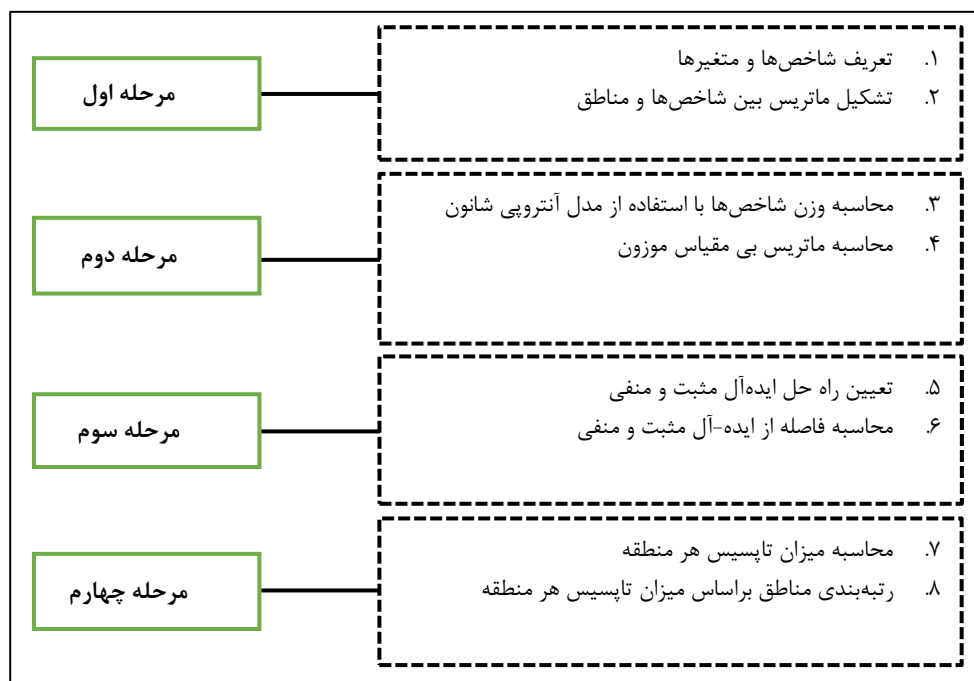 مرحله اول
۱. تعریف شاخص‌ها و متغیرها
۲. تشکیل ماتریس بین شاخص‌ها و مناطق
مرحله دوم
۳. محاسبه وزن شاخص‌ها با استفاده از مدل آنتروپی شانون
۴. محاسبه ماتریس بی مقیاس موزون
مرحله سوم
۵. تعیین راه حل ایده‌آل مثبت و منفی
۶. محاسبه فاصله از ایده-آل مثبت و منفی
مرحله چهارم
۷. محاسبه میزان تاپسیس هر منطقه
۸. رتبه‌بندی مناطق براساس میزان تاپسیس هر منطقه